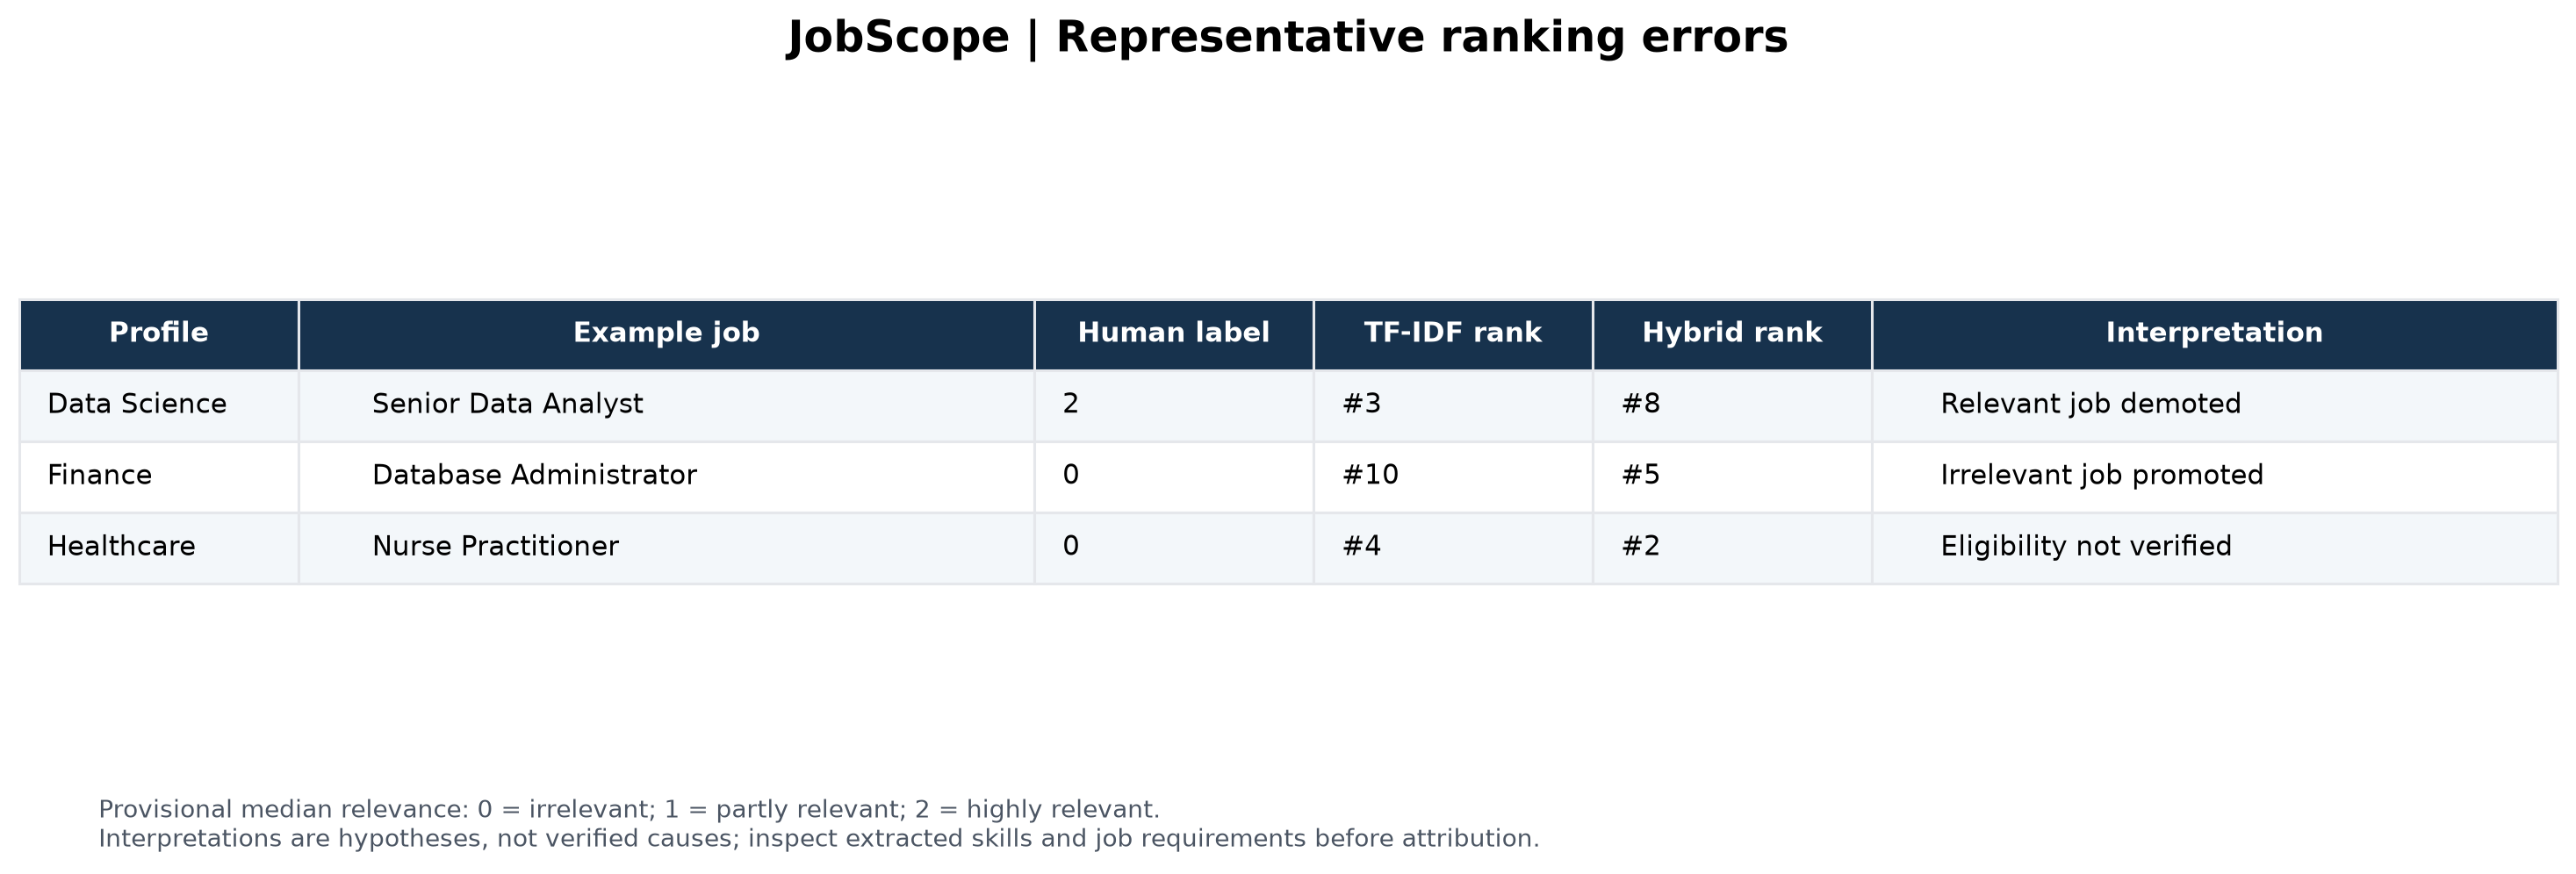 JobScope | Representative ranking errors
Profile Example job Human label TF-IDF rank Hybrid rank Interpretation
Data Science Senior Data Analyst 2 #3 #8 Relevant job demoted
Finance Database Administrator 0 #10 #5 Irrelevant job promoted
Healthcare Nurse Practitioner 0 #4 #2 Eligibility not verified
Provisional median relevance: 0 = irrelevant; 1 = partly relevant; 2 = highly relevant.
Interpretations are hypotheses, not verified causes; inspect extracted skills and job requirements before attribution.